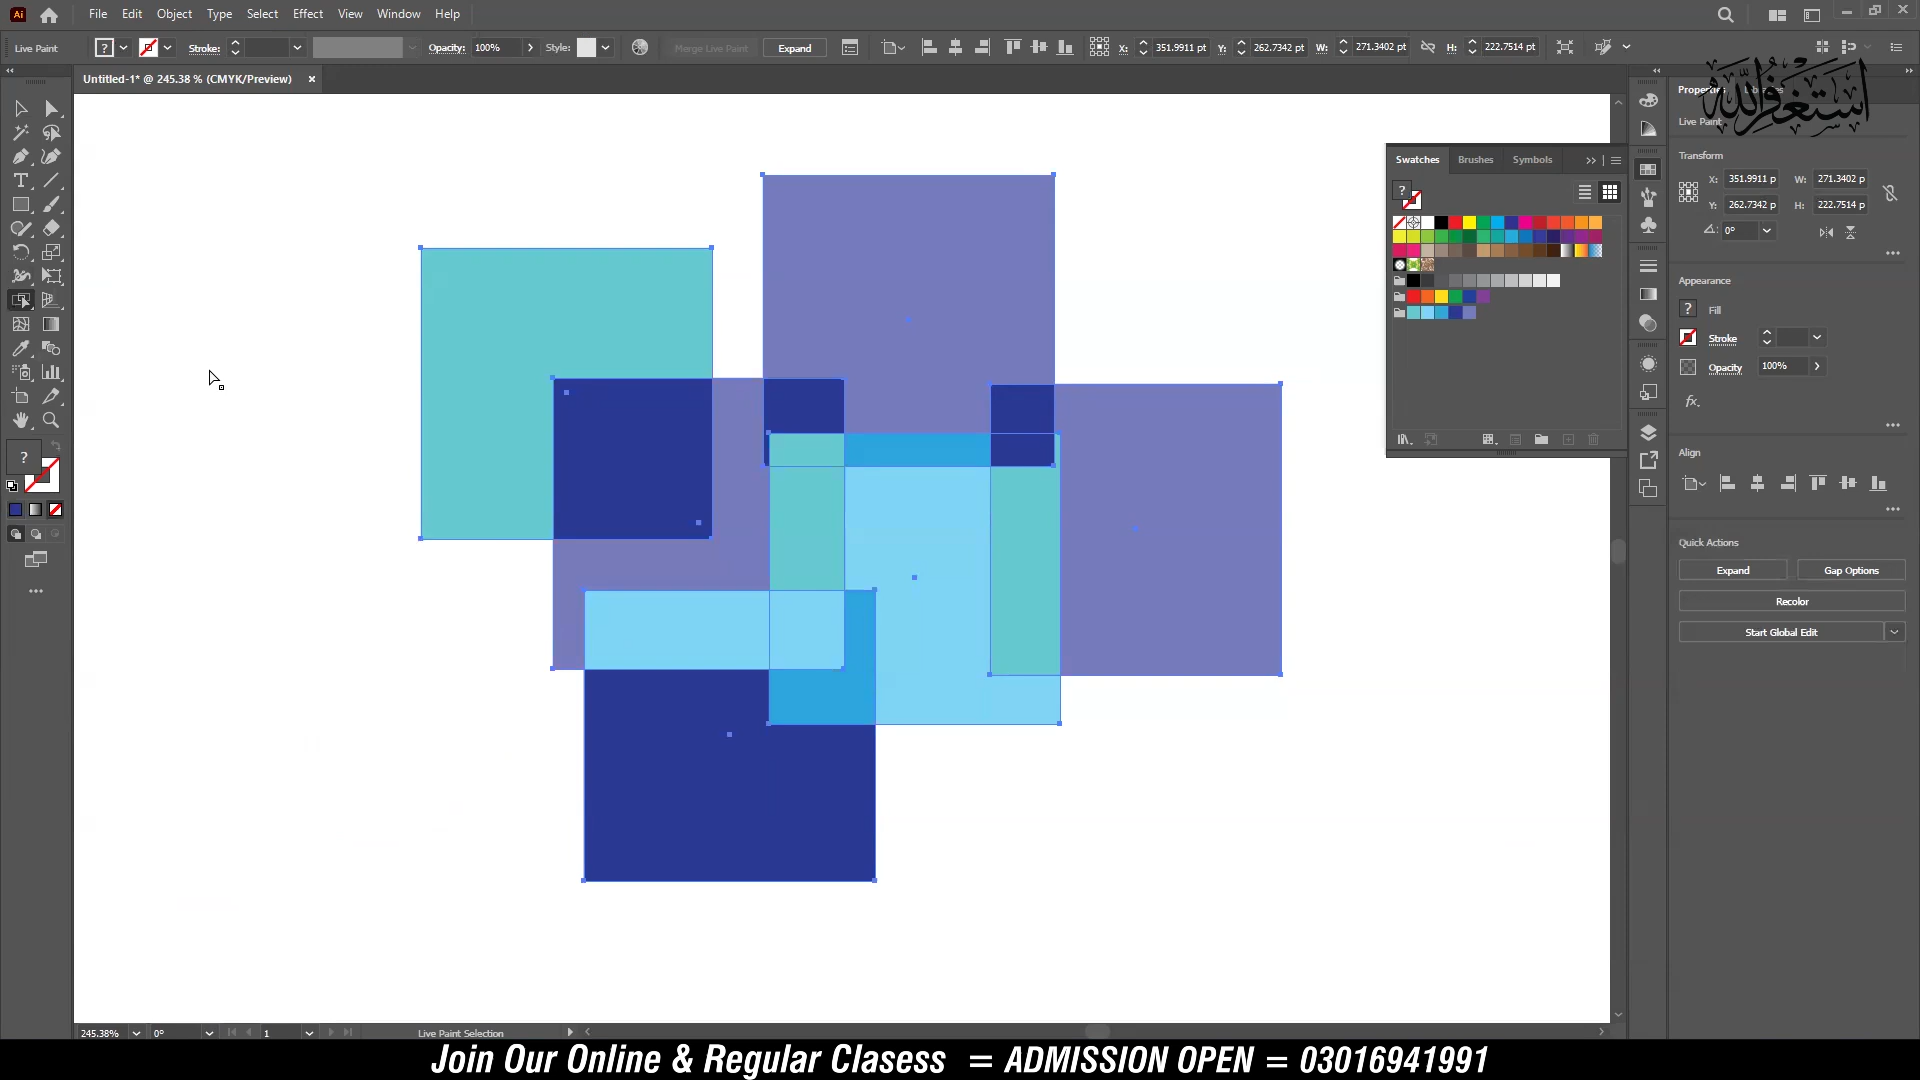 Ai File Edit Object Type Select Effect View Window Help
Live Paint ? Stroke: Opacity: 100% Style: Merge Live Paint Expand X: 351.9911 pt Y: 262.7342 pt W: 271.3402 pt H: 222.7514 pt
Untitled-1* @ 245.38 % (CMYK/Preview) ×
أستغفر الله
Properties
Live Paint
Swatches Brushes Symbols
?
Transform
X: 351.9911 p W: 271.3402 p
Y: 262.7342 p H: 222.7514 p
0°
Appearance
? Fill
Stroke
Opacity 100%
fx.
Align
?
Quick Actions
Expand Gap Options
Recolor
Start Global Edit
245.38% 0° 1 Live Paint Selection
Join Our Online & Regular Clasess = ADMISSION OPEN = 03016941991